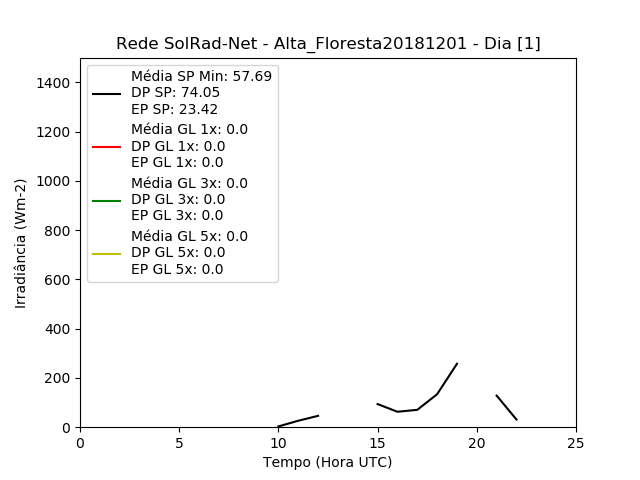 Rede SolRad-Net - Alta_Floresta20181201 - Dia [1]
Média SP Min: 57.69
DP SP: 74.05
EP SP: 23.42
Média GL 1x: 0.0
DP GL 1x: 0.0
EP GL 1x: 0.0
Média GL 3x: 0.0
DP GL 3x: 0.0
EP GL 3x: 0.0
Média GL 5x: 0.0
DP GL 5x: 0.0
EP GL 5x: 0.0
Irradiância (Wm-2)
1400
1200
1000
800
600
400
200
0
0 5 10 15 20 25
Tempo (Hora UTC)